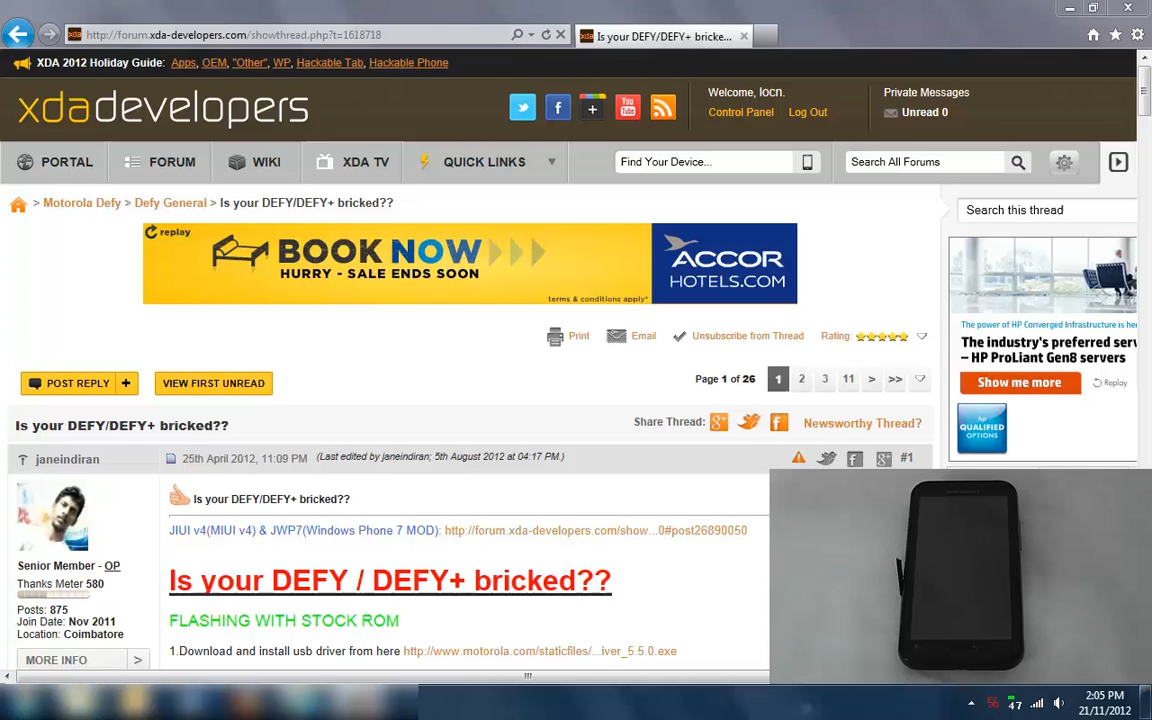 http://forum.xda-developers.com/showthread.php?t=1618718
Is your DEFY/DEFY+ bricke...
XDA 2012 Holiday Guide: Apps, OEM, "Other", WP, Hackable Tab, Hackable Phone
xdadevelopers
Welcome, locn.
Control Panel Log Out
Private Messages
Unread 0
PORTAL FORUM WIKI XDA TV QUICK LINKS Find Your Device... Search All Forums
> Motorola Defy > Defy General > Is your DEFY/DEFY+ bricked??
Search this thread
replay
BOOK NOW
HURRY - SALE ENDS SOON
terms & conditions apply*
ACCOR
HOTELS.COM
The power of HP Converged Infrastructure is he
The industry's preferred serv
– HP ProLiant Gen8 servers
Show me more Replay
hp
QUALIFIED
OPTIONS
Print Email Unsubscribe from Thread Rating:
POST REPLY + VIEW FIRST UNREAD
Page 1 of 26 1 2 3 11 > >>
Is your DEFY/DEFY+ bricked??
Share Thread: Newsworthy Thread?
janeindiran
25th April 2012, 11:09 PM (Last edited by janeindiran; 5th August 2012 at 04:17 PM.) #1
Senior Member - OP
Thanks Meter 580
Posts: 875
Join Date: Nov 2011
Location: Coimbatore
MORE INFO >
Is your DEFY/DEFY+ bricked??
JIUI v4(MIUI v4) & JWP7(Windows Phone 7 MOD): http://forum.xda-developers.com/show...0#post26890050
Is your DEFY / DEFY+ bricked??
FLASHING WITH STOCK ROM
1.Download and install usb driver from here http://www.motorola.com/staticfiles/...iver_5.5.0.exe
56
47
2:05 PM
21/11/2012